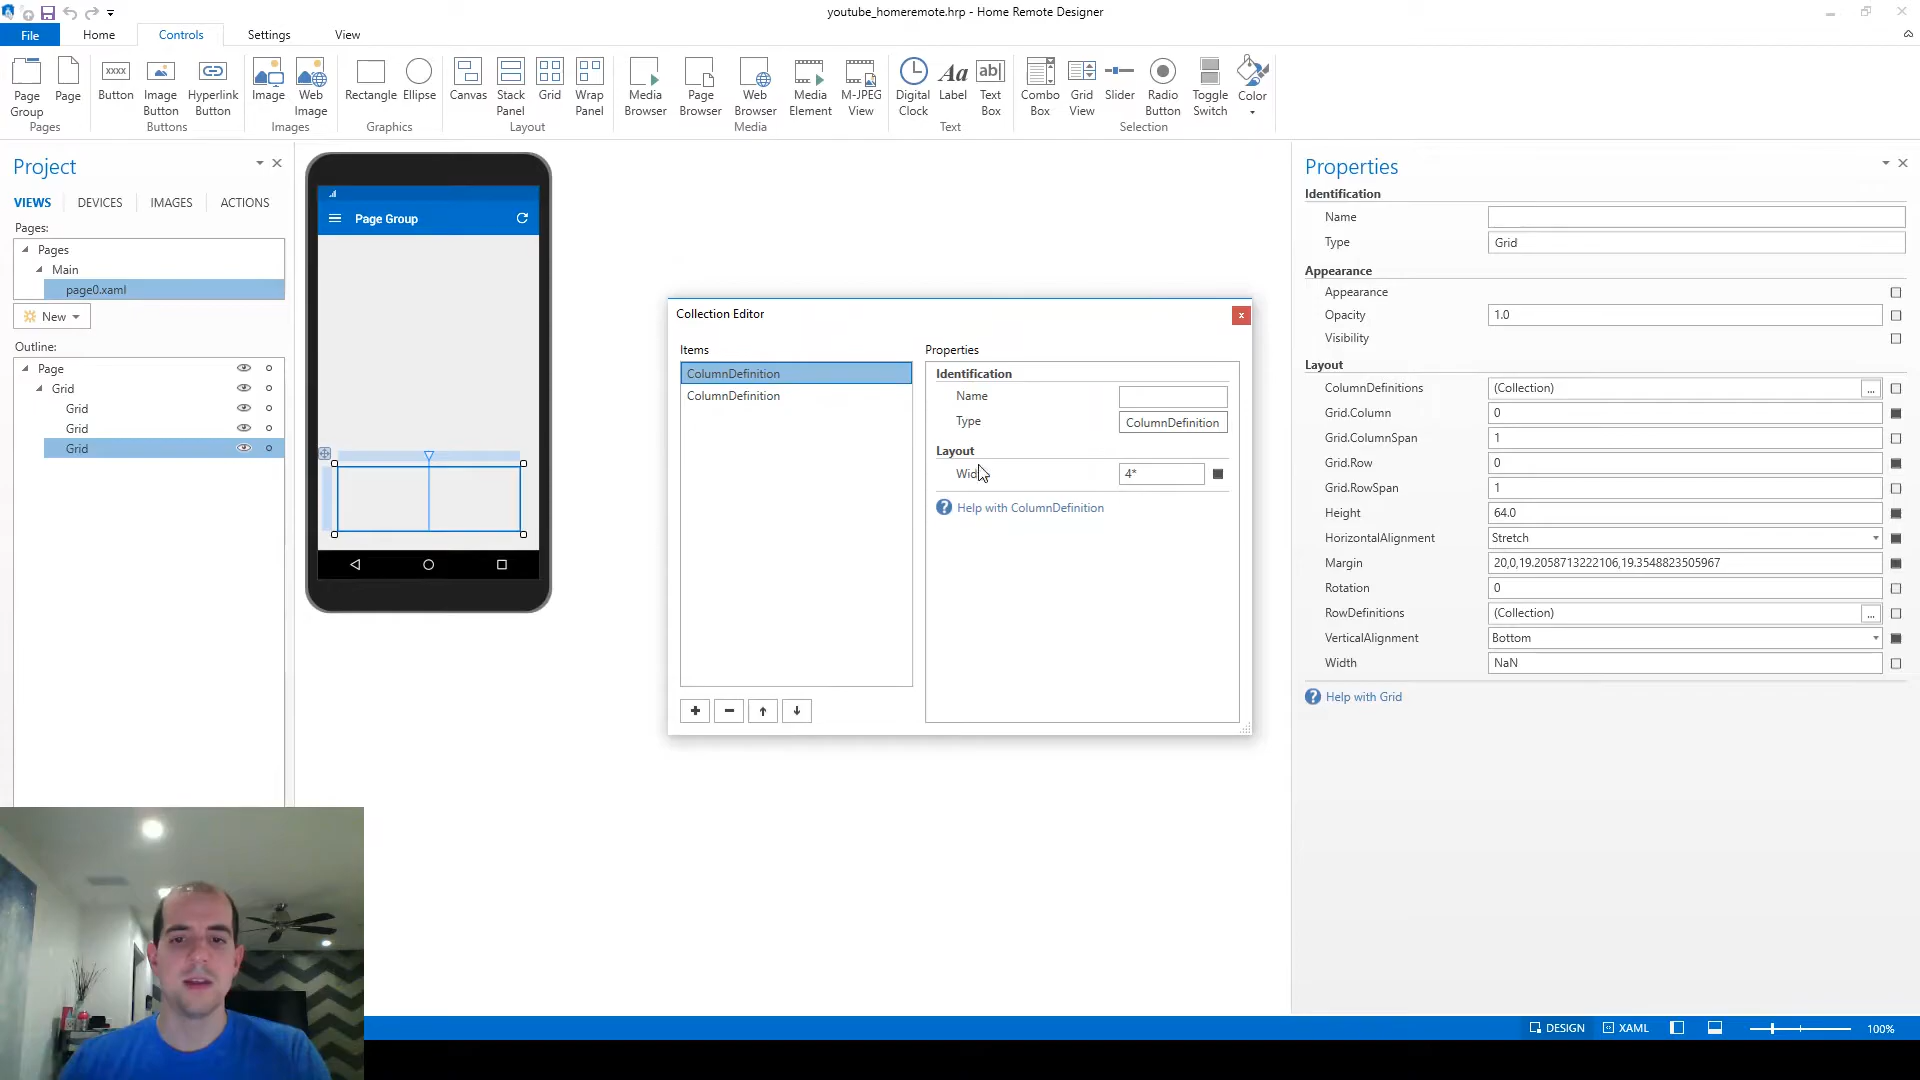 youtube_homeremote.hrp - Home Remote Designer
File Home Controls Settings View
Page Group
Page
Pages
xxxx
Button
Image Button
Hyperlink Button
Buttons
Image
Web Image
Images
Rectangle
Ellipse
Graphics
Canvas
Stack Panel
Grid
Wrap Panel
Layout
Media Browser
Page Browser
Web Browser
Media Element
M-JPEG View
Media
Digital Clock
Aa
Label
ab|
Text Box
Text
Combo Box
Grid View
Slider
Radio Button
Toggle Switch
Selection
Color
Project
VIEWS DEVICES IMAGES ACTIONS
Pages:
Pages
Main
page0.xaml
New
Outline:
Page
Grid
Grid
Grid
Grid
Page Group
Collection Editor
x
Items
ColumnDefinition
ColumnDefinition
Properties
Identification
Name
Type ColumnDefinition
Layout
4*
? Help with ColumnDefinition
Properties
Identification
Name
Type Grid
Appearance
Appearance
Opacity 1.0
Visibility
Layout
ColumnDefinitions (Collection) ...
Grid.Column 0
Grid.ColumnSpan 1
Grid.Row 0
Grid.RowSpan 1
Height 64.0
HorizontalAlignment Stretch
Margin 20,0,19.2058713222106,19.3548823505967
Rotation 0
RowDefinitions (Collection) ...
VerticalAlignment Bottom
Width NaN
? Help with Grid
DESIGN XAML 100%